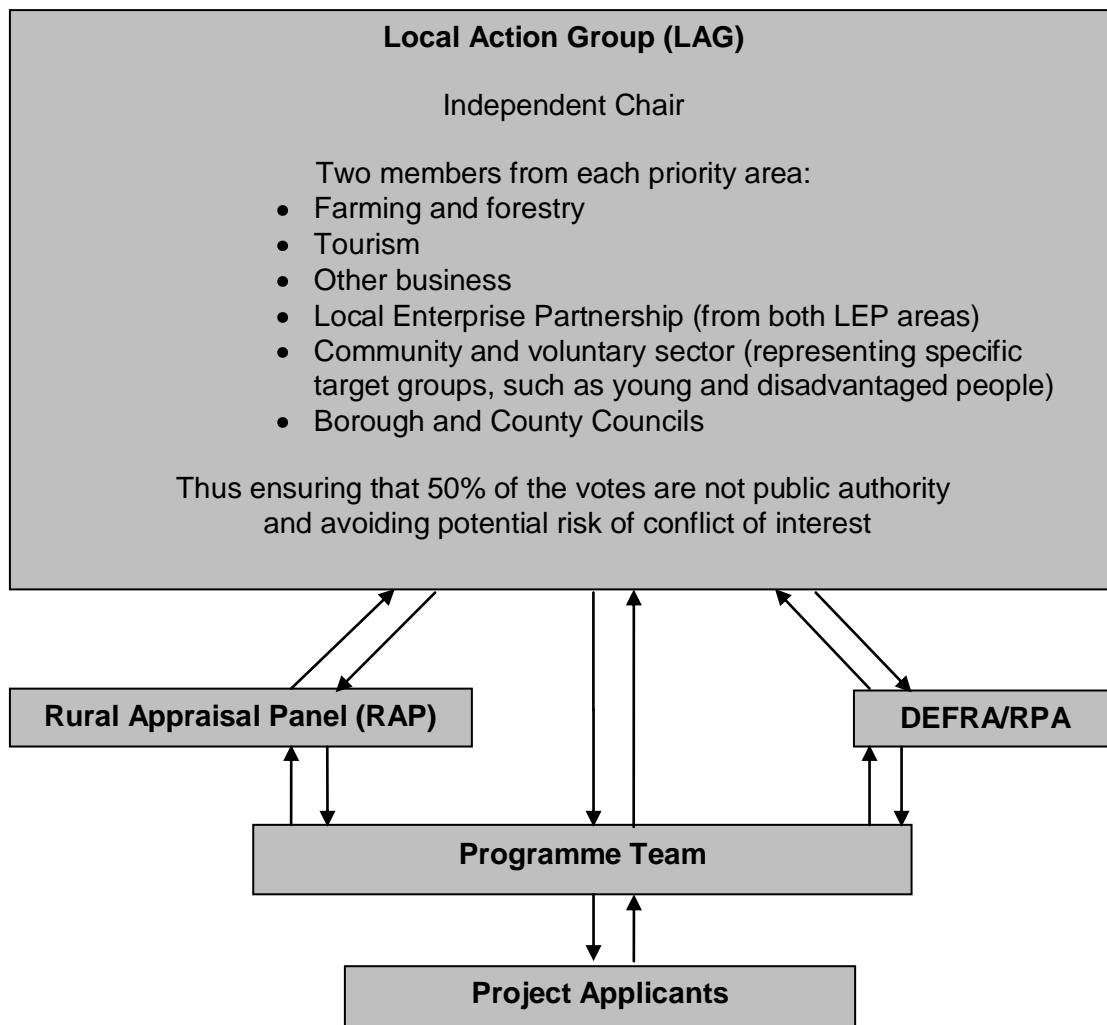 Local Action Group (LAG)
Independent Chair
Two members from each priority area:
• Farming and forestry
• Tourism
• Other business
• Local Enterprise Partnership (from both LEP areas)
• Community and voluntary sector (representing specific
target groups, such as young and disadvantaged people)
• Borough and County Councils
Thus ensuring that 50% of the votes are not public authority
and avoiding potential risk of conflict of interest
Rural Appraisal Panel (RAP)
DEFRA/RPA
Programme Team
Project Applicants